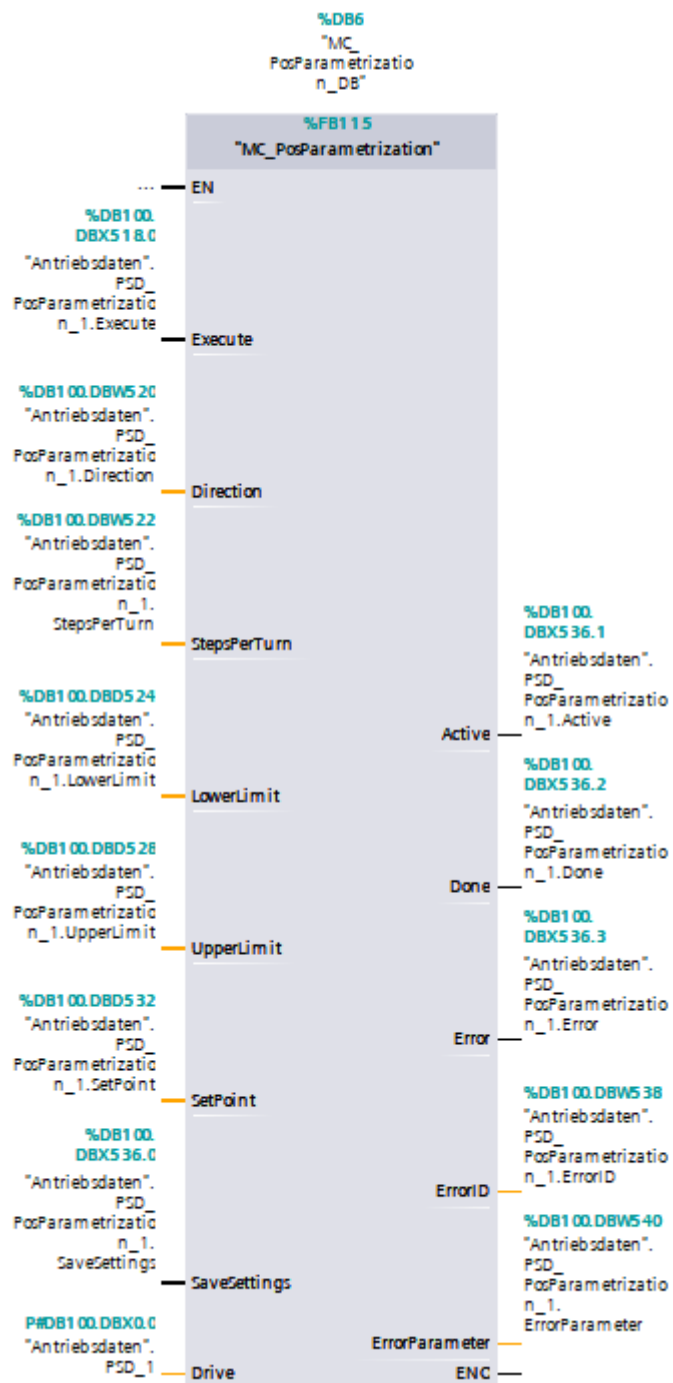 %DB6
"MC_
PosParametrizatio
n_DB"
%FB115
"MC_PosParametrization"
...
EN
%DB100.
DBX518.0
"Antriebsdaten".
PSD_
PosParametrizatio
n_1.Execute
Execute
%DB100.DBW520
"Antriebsdaten".
PSD_
PosParametrizatio
n_1.Direction
Direction
%DB100.DBW522
"Antriebsdaten".
PSD_
PosParametrizatio
n_1.
StepsPerTurn
StepsPerTurn
%DB100.DBD524
"Antriebsdaten".
PSD_
PosParametrizatio
n_1.LowerLimit
LowerLimit
%DB100.DBD528
"Antriebsdaten".
PSD_
PosParametrizatio
n_1.UpperLimit
UpperLimit
%DB100.DBD532
"Antriebsdaten".
PSD_
PosParametrizatio
n_1.SetPoint
SetPoint
%DB100.
DBX536.0
"Antriebsdaten".
PSD_
PosParametrizatio
n_1.
SaveSettings
SaveSettings
P#DB100.DBX0.0
"Antriebsdaten".
PSD_1
Drive
%DB100.
DBX536.1
"Antriebsdaten".
PSD_
PosParametrizatio
n_1.Active
Active
%DB100.
DBX536.2
"Antriebsdaten".
PSD_
PosParametrizatio
n_1.Done
Done
%DB100.
DBX536.3
"Antriebsdaten".
PSD_
PosParametrizatio
n_1.Error
Error
%DB100.DBW538
"Antriebsdaten".
PSD_
PosParametrizatio
n_1.ErrorID
ErrorID
%DB100.DBW540
"Antriebsdaten".
PSD_
PosParametrizatio
n_1.
ErrorParameter
ErrorParameter
ENO